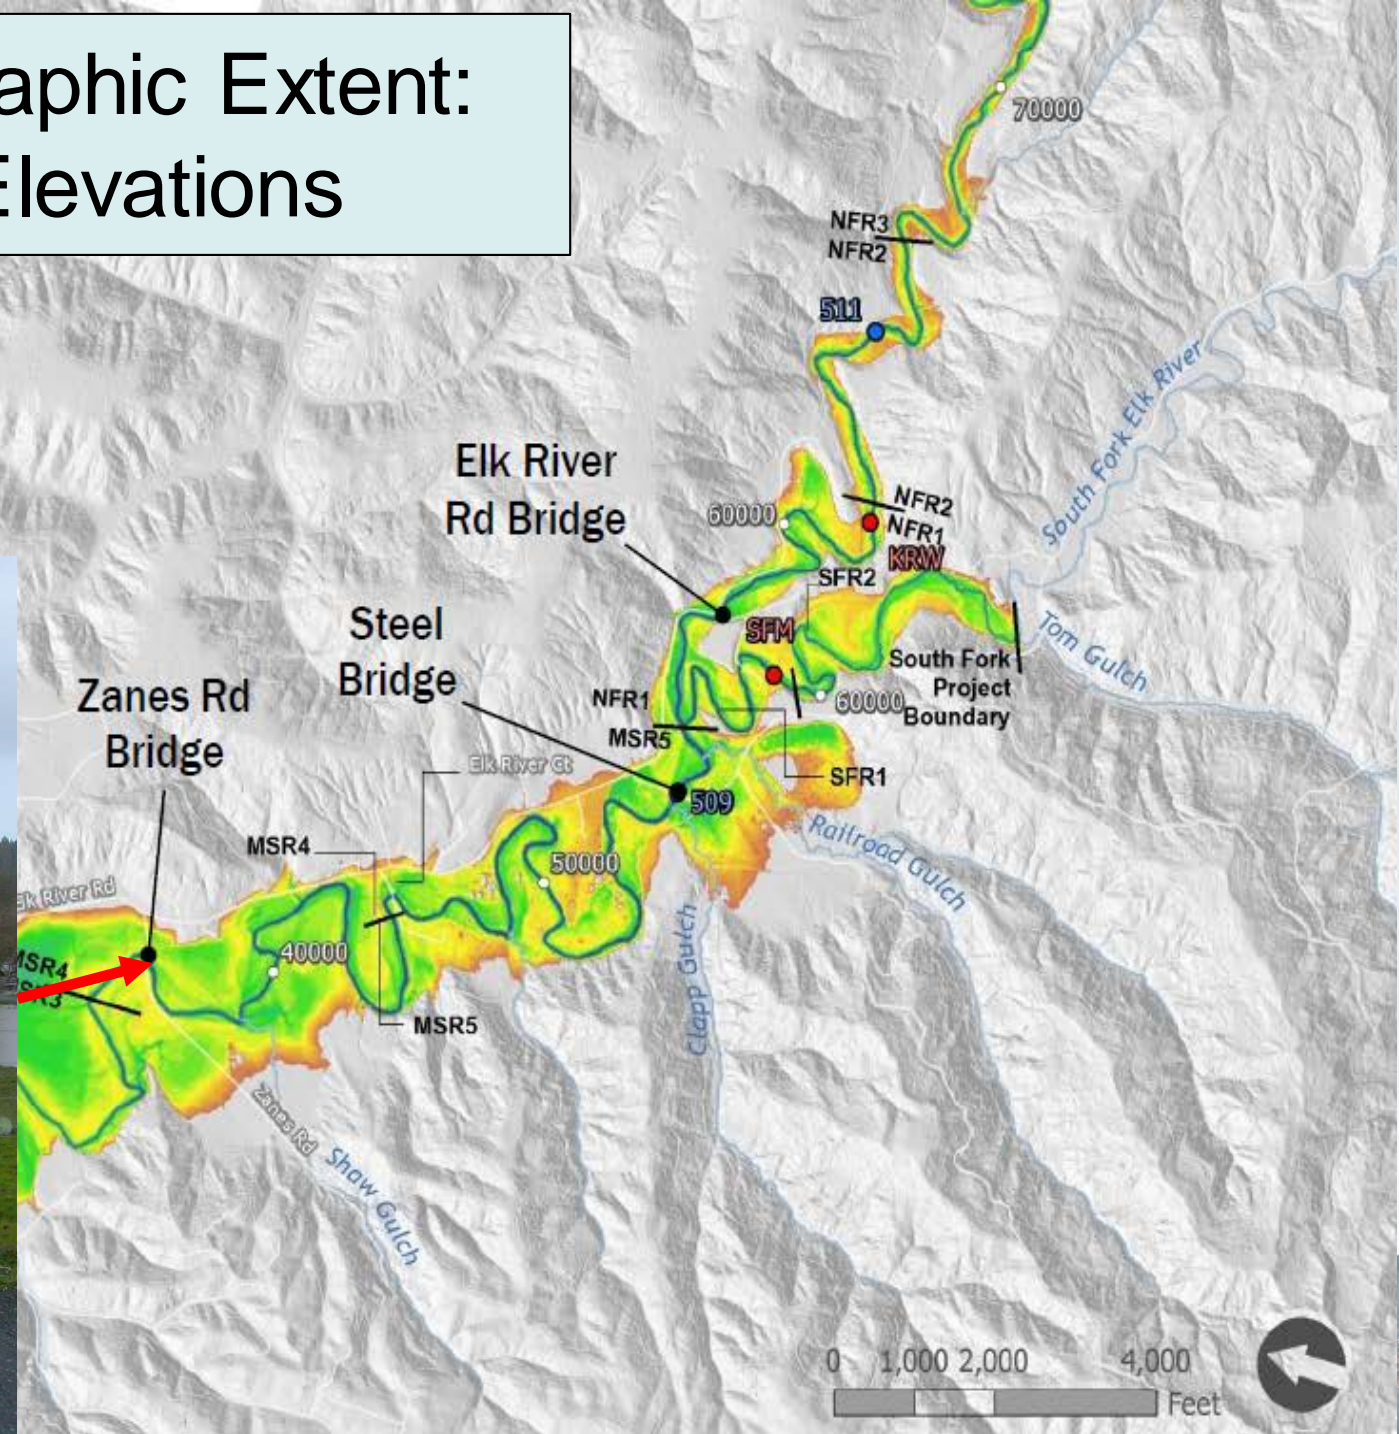 aphic Extent:
Elevations
70000
NFR3
NFR2
511
South Fork Elk River
Elk River
Rd Bridge
60000
NFR2
NFR1
KRW
SFR2
Steel
Bridge
SFM
Tom Gulch
South Fork
Project
Boundary
60000
Zanes Rd
Bridge
NFR1
MSR5
Elk River Ct
SFR1
509
Railroad Gulch
MSR4
50000
Elk River Rd
Clapp Gulch
40000
MSR4
MSR3
MSR5
Zanes Rd
Shaw Gulch
0 1,000 2,000 4,000
Feet